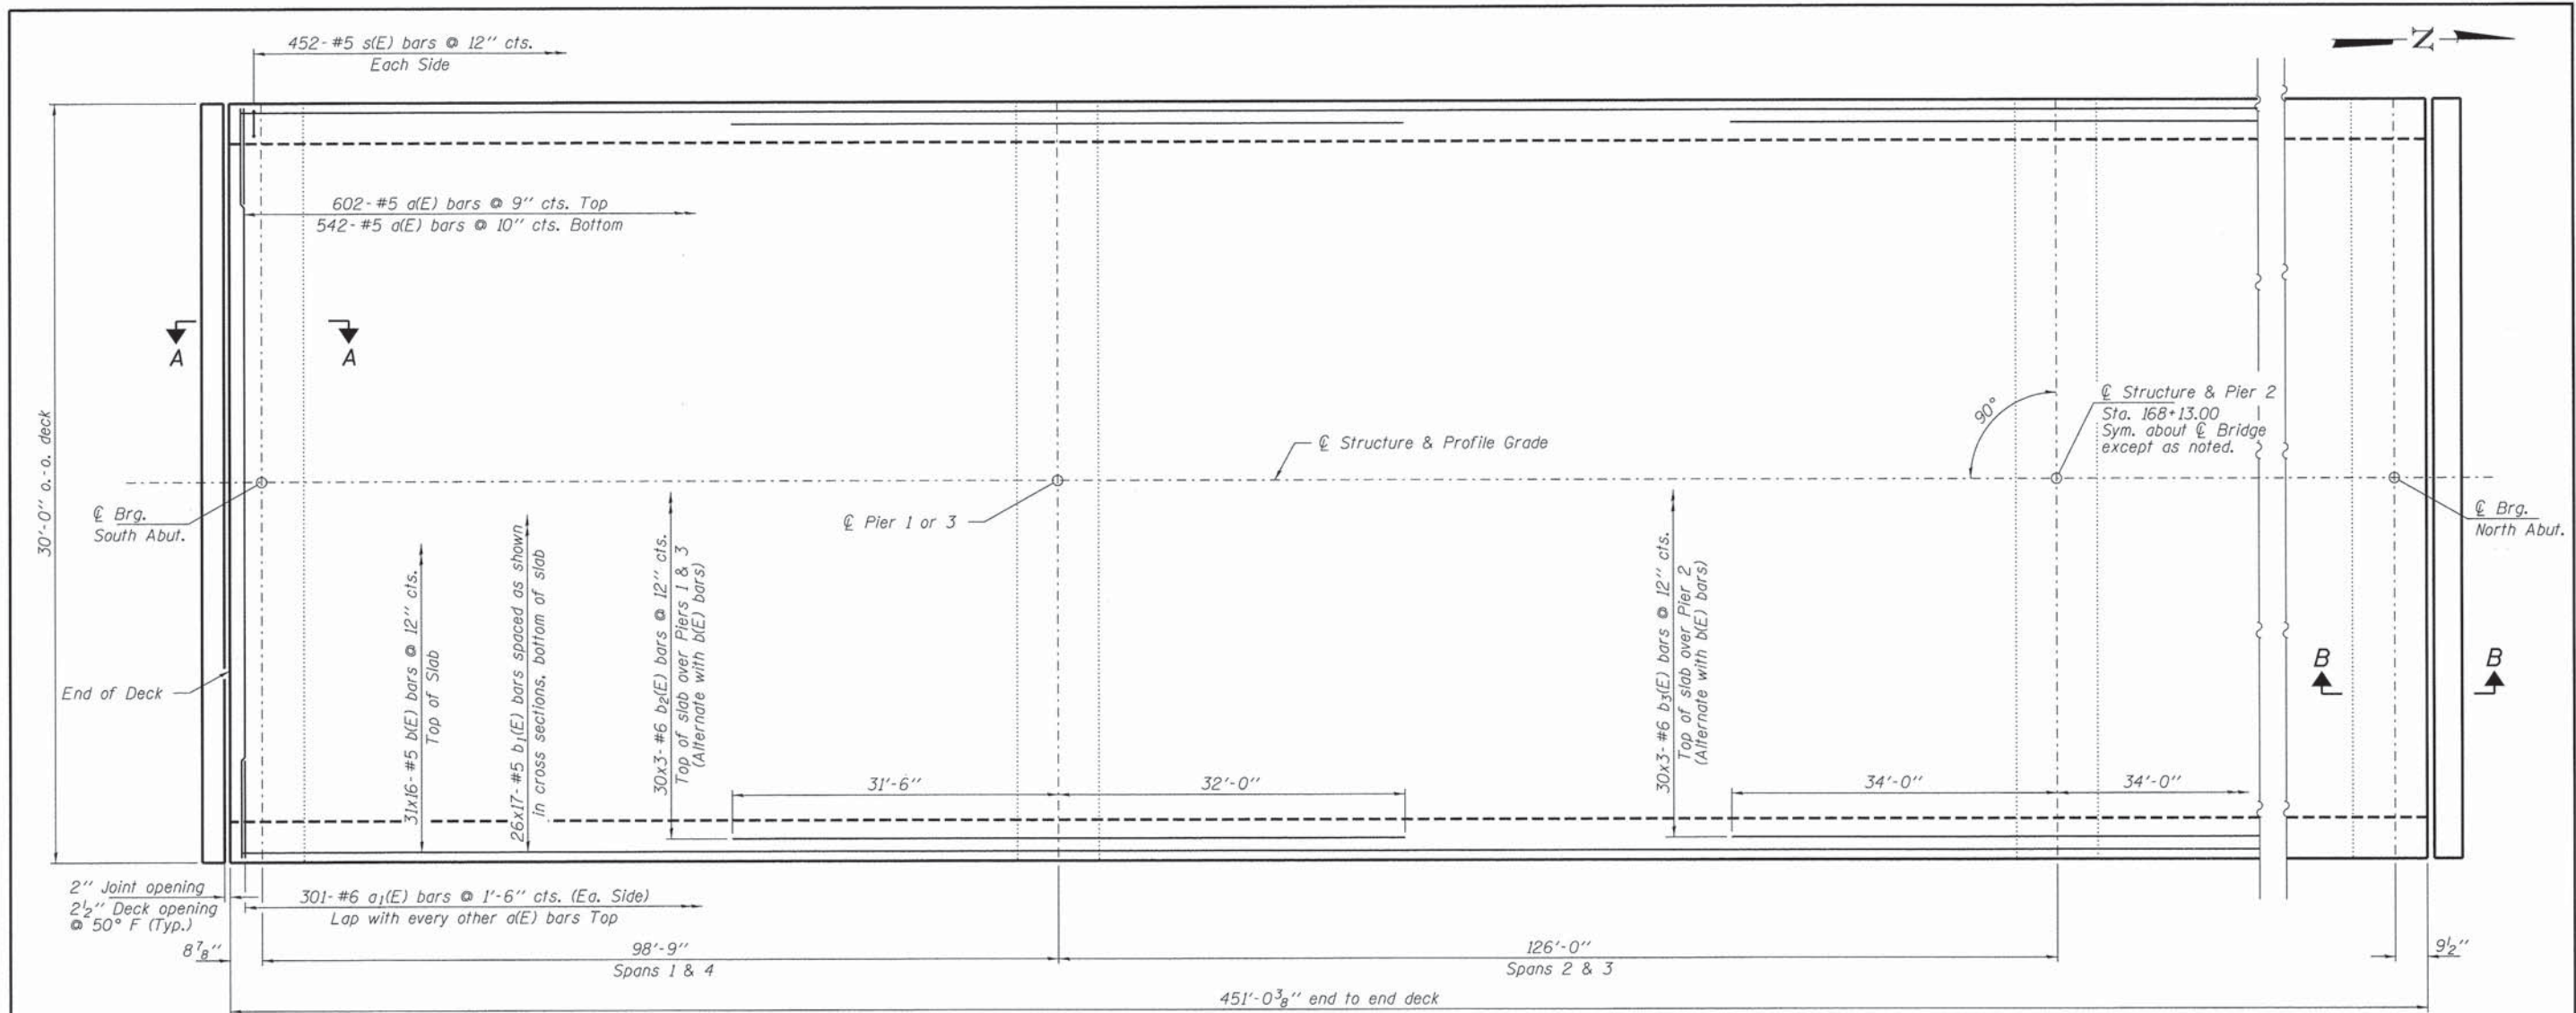 452-#5 s(E) bars @ 12" cts.
Each Side
N
602-#5 a(E) bars @ 9" cts. Top
542-#5 a(E) bars @ 10" cts. Bottom
A
A
30'-0" o.-o. deck
90°
℄ Structure & Pier 2
Sta. 168+13.00
Sym. about ℄ Bridge
except as noted.
℄ Structure & Profile Grade
℄ Brg.
South Abut.
℄ Pier 1 or 3
℄ Brg.
North Abut.
31x16-#5 b(E) bars @ 12" cts.
Top of Slab
26x17-#5 b1(E) bars spaced as shown
in cross sections, bottom of slab
30x3-#6 b2(E) bars @ 12" cts.
Top of slab over Piers 1 & 3
(Alternate with b(E) bars)
30x3-#6 b3(E) bars @ 12" cts.
Top of slab over Pier 2
(Alternate with b(E) bars)
End of Deck
B
B
31'-6"
32'-0"
34'-0"
34'-0"
2" Joint opening
2½" Deck opening
@ 50° F (Typ.)
301-#6 a1(E) bars @ 1'-6" cts. (Ea. Side)
Lap with every other a(E) bars Top
8⅞"
98'-9"
Spans 1 & 4
126'-0"
Spans 2 & 3
9½"
451'-0⅜" end to end deck